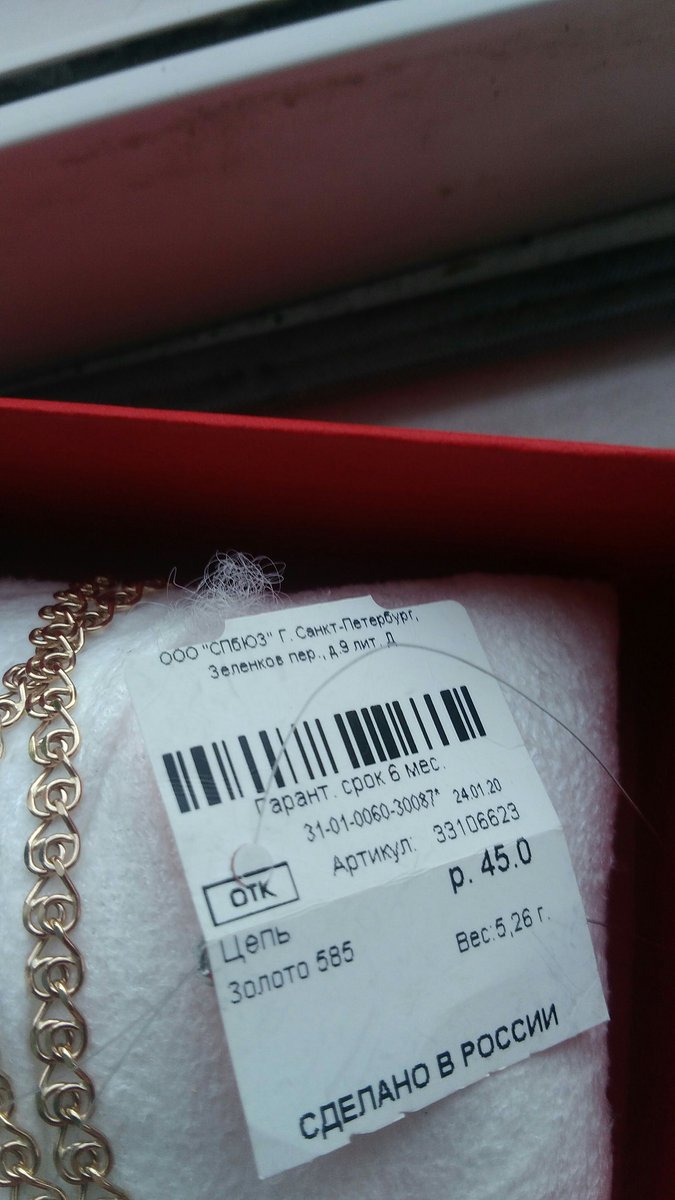 ООО "СПбЮЗ" Г. Санкт-Петербург,
Зеленков пер., д.9 лит. Д
Гарант. срок 6 мес.
31-01-0060-30087* 24.01.20
Артикул: 33106623
ОТК
р. 45.0
Цепь
Золото 585
Вес:5,26 г.
СДЕЛАНО В РОССИИ